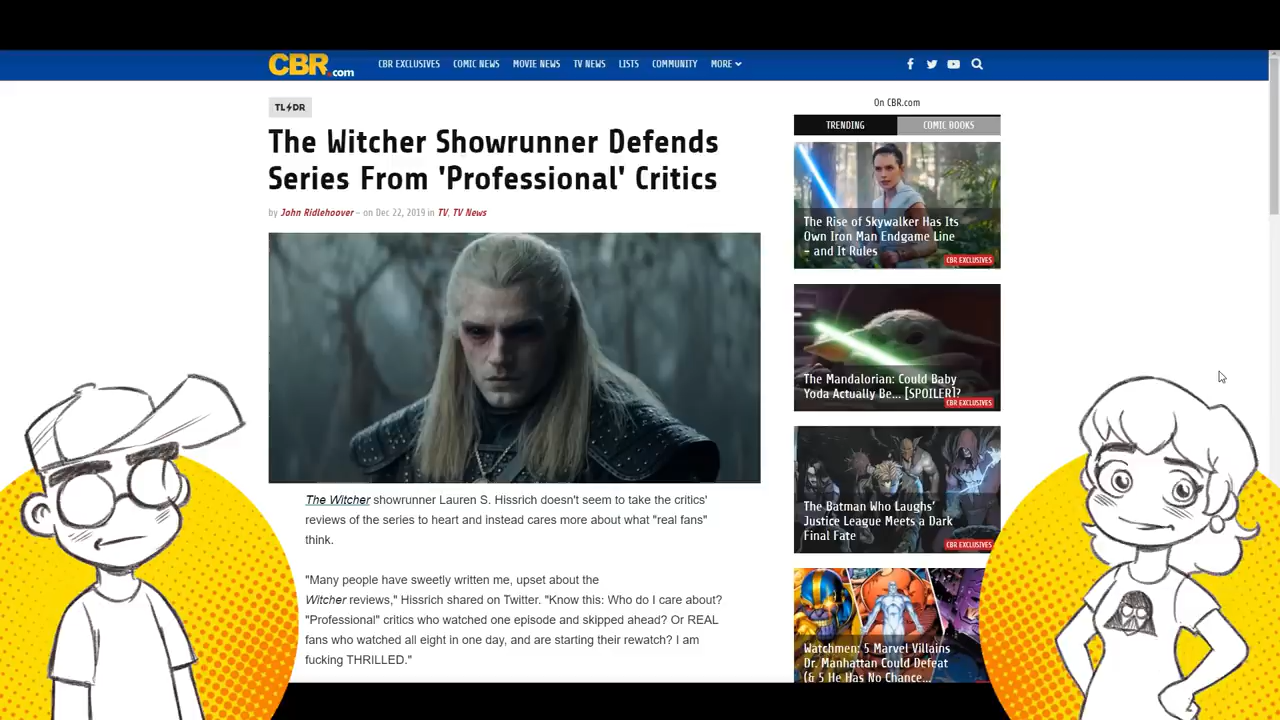 CBR.com
CBR EXCLUSIVES COMIC NEWS MOVIE NEWS TV NEWS LISTS COMMUNITY MORE
TL⚡DR
The Witcher Showrunner Defends
Series From 'Professional' Critics
by John Ridlehoover – on Dec 22, 2019 in TV, TV News
The Witcher showrunner Lauren S. Hissrich doesn't seem to take the critics'
reviews of the series to heart and instead cares more about what "real fans"
think.
"Many people have sweetly written me, upset about the
Witcher reviews," Hissrich shared on Twitter. "Know this: Who do I care about?
"Professional" critics who watched one episode and skipped ahead? Or REAL
fans who watched all eight in one day, and are starting their rewatch? I am
fucking THRILLED."
On CBR.com
TRENDING COMIC BOOKS
The Rise of Skywalker Has Its
Own Iron Man Endgame Line
– and It Rules
CBR EXCLUSIVES
The Mandalorian: Could Baby
Yoda Actually Be... [SPOILER]?
CBR EXCLUSIVES
The Batman Who Laughs'
Justice League Meets a Dark
Final Fate
CBR EXCLUSIVES
Watchmen: 5 Marvel Villains
Dr. Manhattan Could Defeat
(& 5 He Has No Chance...